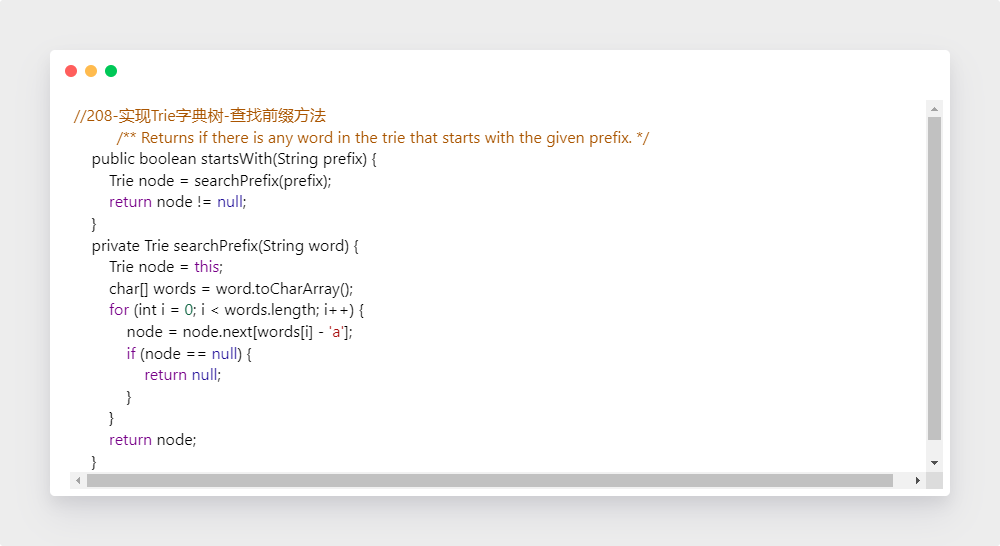 //208-实现Trie字典树-查找前缀方法
/** Returns if there is any word in the trie that starts with the given prefix. */
public boolean startsWith(String prefix) {
Trie node = searchPrefix(prefix);
return node != null;
}
private Trie searchPrefix(String word) {
Trie node = this;
char[] words = word.toCharArray();
for (int i = 0; i < words.length; i++) {
node = node.next[words[i] - 'a'];
if (node == null) {
return null;
}
}
return node;
}